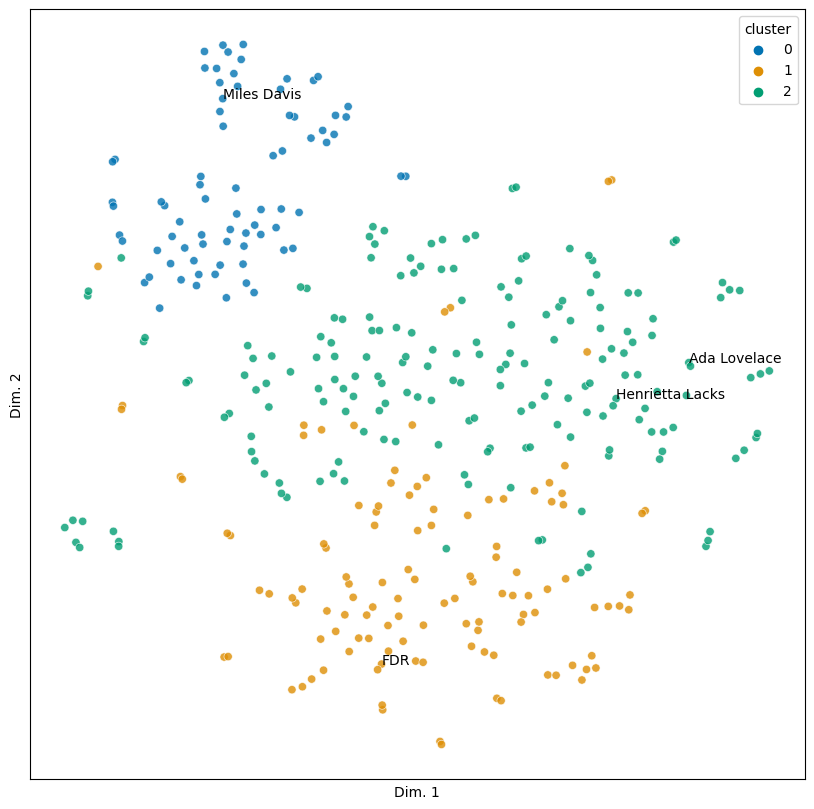 cluster
0
1
2
Miles Davis
Ada Lovelace
Henrietta Lacks
FDR
Dim. 2
Dim. 1